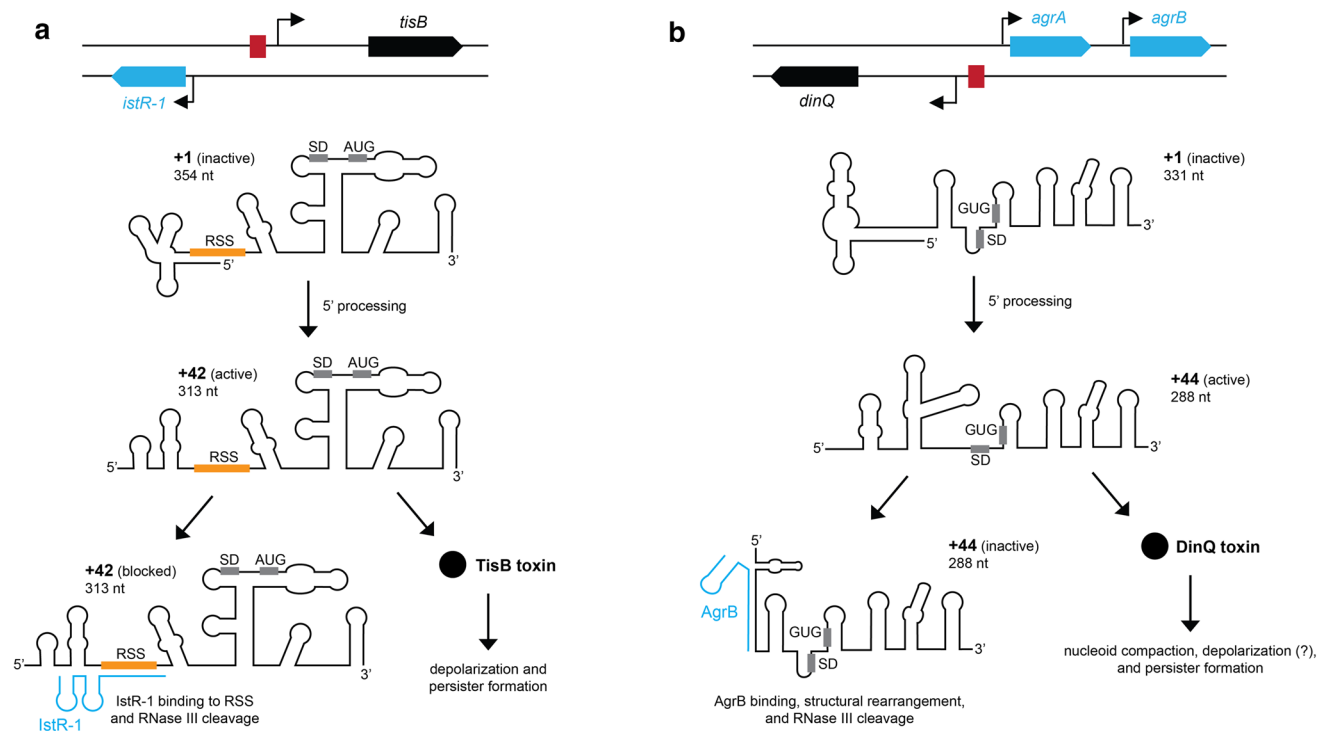 a
tisB
istR-1
+1 (inactive)
354 nt
SD
AUG
RSS
5’
3’
5’ processing
+42 (active)
313 nt
SD
AUG
5’
RSS
3’
+42 (blocked)
313 nt
SD
AUG
5’
RSS
3’
IstR-1
IstR-1 binding to RSS
and RNase III cleavage
TisB toxin
depolarization and
persister formation
b
agrA
agrB
dinQ
+1 (inactive)
331 nt
GUG
SD
5’
3’
5’ processing
+44 (active)
288 nt
GUG
SD
5’
3’
5’
AgrB
+44 (inactive)
288 nt
GUG
SD
3’
AgrB binding, structural rearrangement,
and RNase III cleavage
DinQ toxin
nucleoid compaction, depolarization (?),
and persister formation